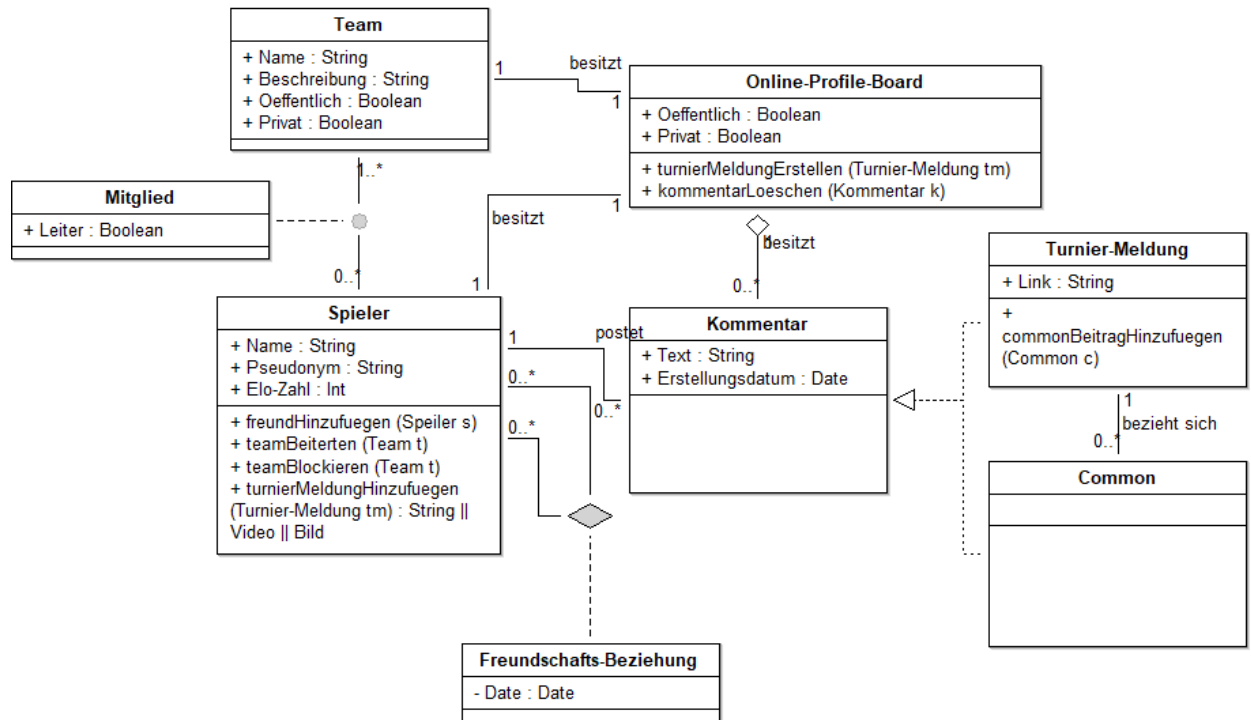 Team
+ Name : String
+ Beschreibung : String
+ Oeffentlich : Boolean
+ Privat : Boolean
1
besitzt
1
Online-Profile-Board
+ Oeffentlich : Boolean
+ Privat : Boolean
+ turnierMeldungErstellen (Turnier-Meldung tm)
+ kommentarLoeschen (Kommentar k)
1..*
Mitglied
+ Leiter : Boolean
0..*
1
besitzt
1
1
besitzt
0..*
Turnier-Meldung
+ Link : String
+
commonBeitragHinzufuegen
(Common c)
Spieler
+ Name : String
+ Pseudonym : String
+ Elo-Zahl : Int
+ freundHinzufuegen (Speiler s)
+ teamBeiterten (Team t)
+ teamBlockieren (Team t)
+ turnierMeldungHinzufuegen
(Turnier-Meldung tm) : String ||
Video || Bild
1
postet
0..*
0..*
0..*
Kommentar
+ Text : String
+ Erstellungsdatum : Date
1
bezieht sich
0..*
Common
Freundschafts-Beziehung
- Date : Date